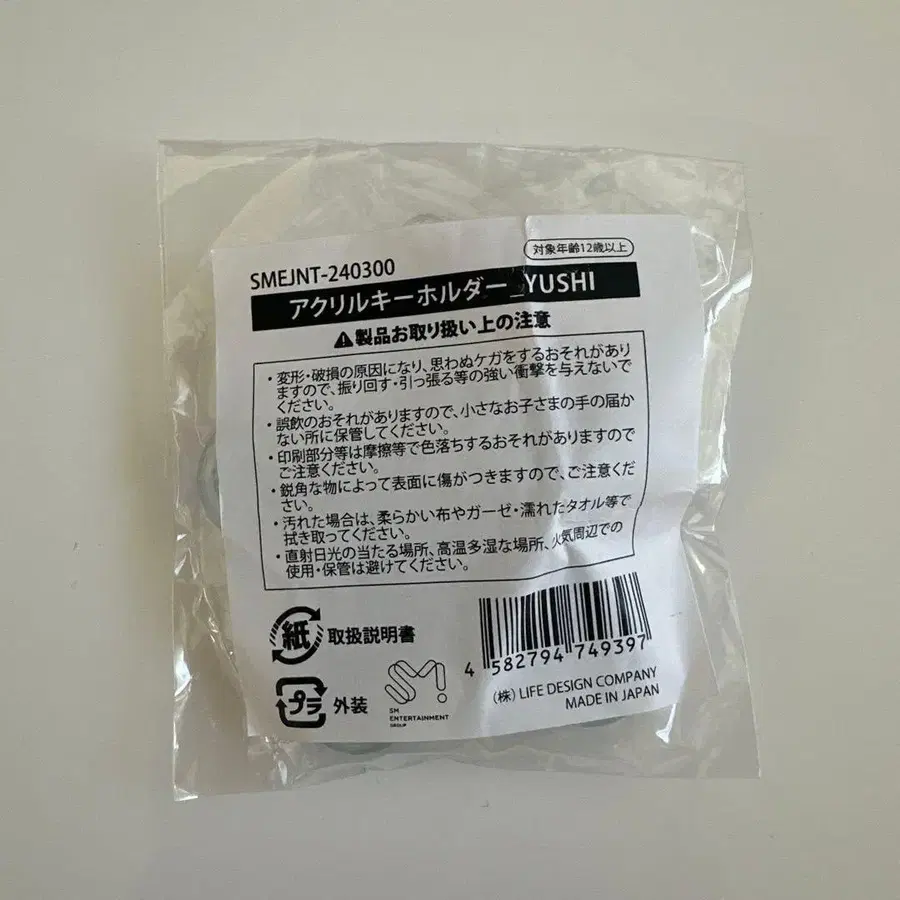 対象年齢12歳以上
SMEJNT-240300
アクリルキーホルダー_YUSHI
製品お取り扱い上の注意
・変形・破損の原因になり、思わぬケガをするおそれがあり
ますので、振り回す・引っ張る等の強い衝撃を与えないで
ください。
・誤飲のおそれがありますので、小さなお子さまの手の届か
ない所に保管してください。
・印刷部分等は摩擦等で色落ちするおそれがありますので
ご注意ください。
・鋭角な物によって表面に傷がつきますので、ご注意くだ
さい。
・汚れた場合は、柔らかい布やガーゼ・濡れたタオル等で
拭き取ってください。
・直射日光の当たる場所、高温多湿な場所、火気周辺での
使用・保管は避けてください。
紙 取扱説明書
プラ 外装
SM
SM
ENTERTAINMENT
GROUP
4 582794 749397
(株) LIFE DESIGN COMPANY
MADE IN JAPAN